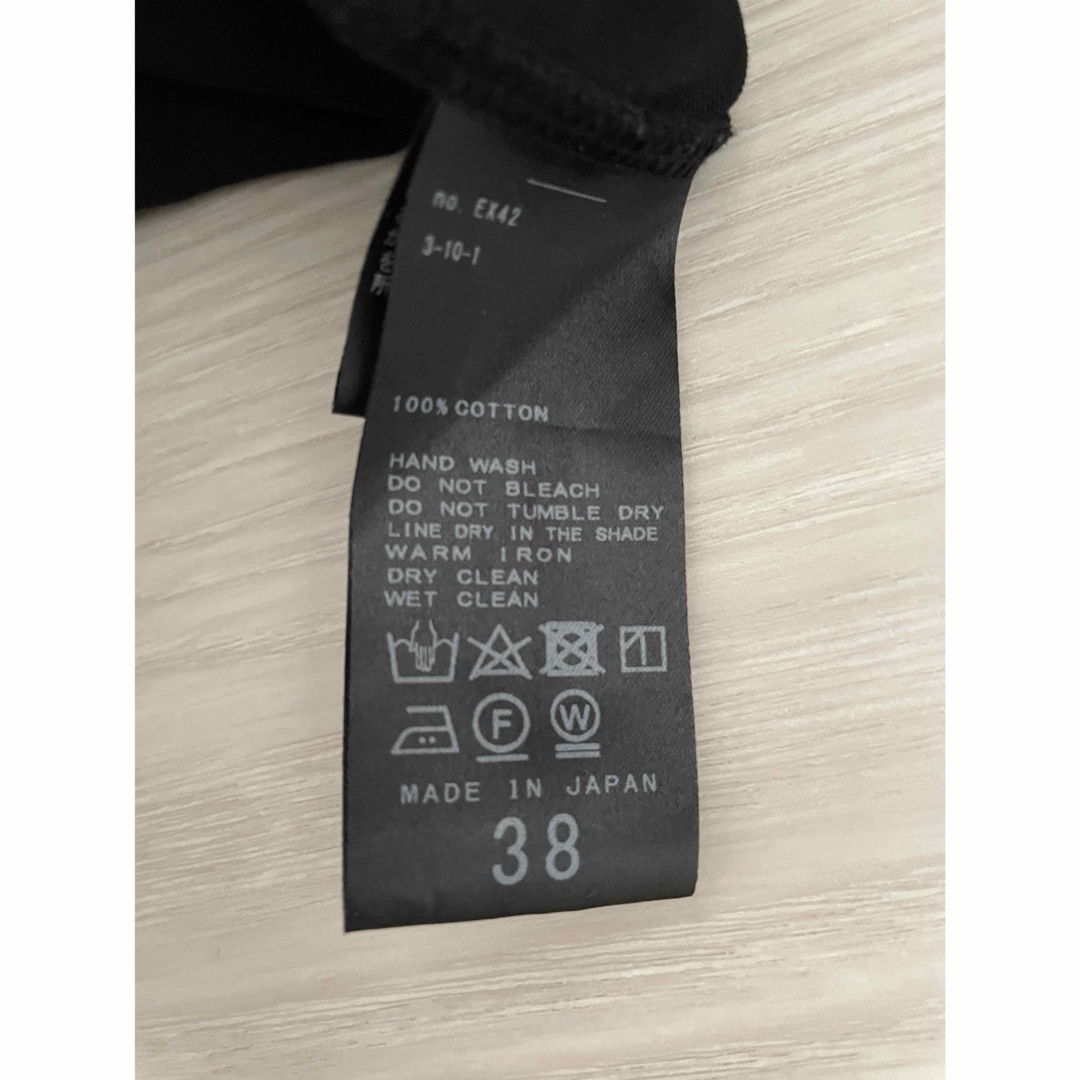 no. EX42
3-10-1
100% COTTON
HAND WASH
DO NOT BLEACH
DO NOT TUMBLE DRY
LINE DRY IN THE SHADE
WARM IRON
DRY CLEAN
WET CLEAN
F W
MADE IN JAPAN
38